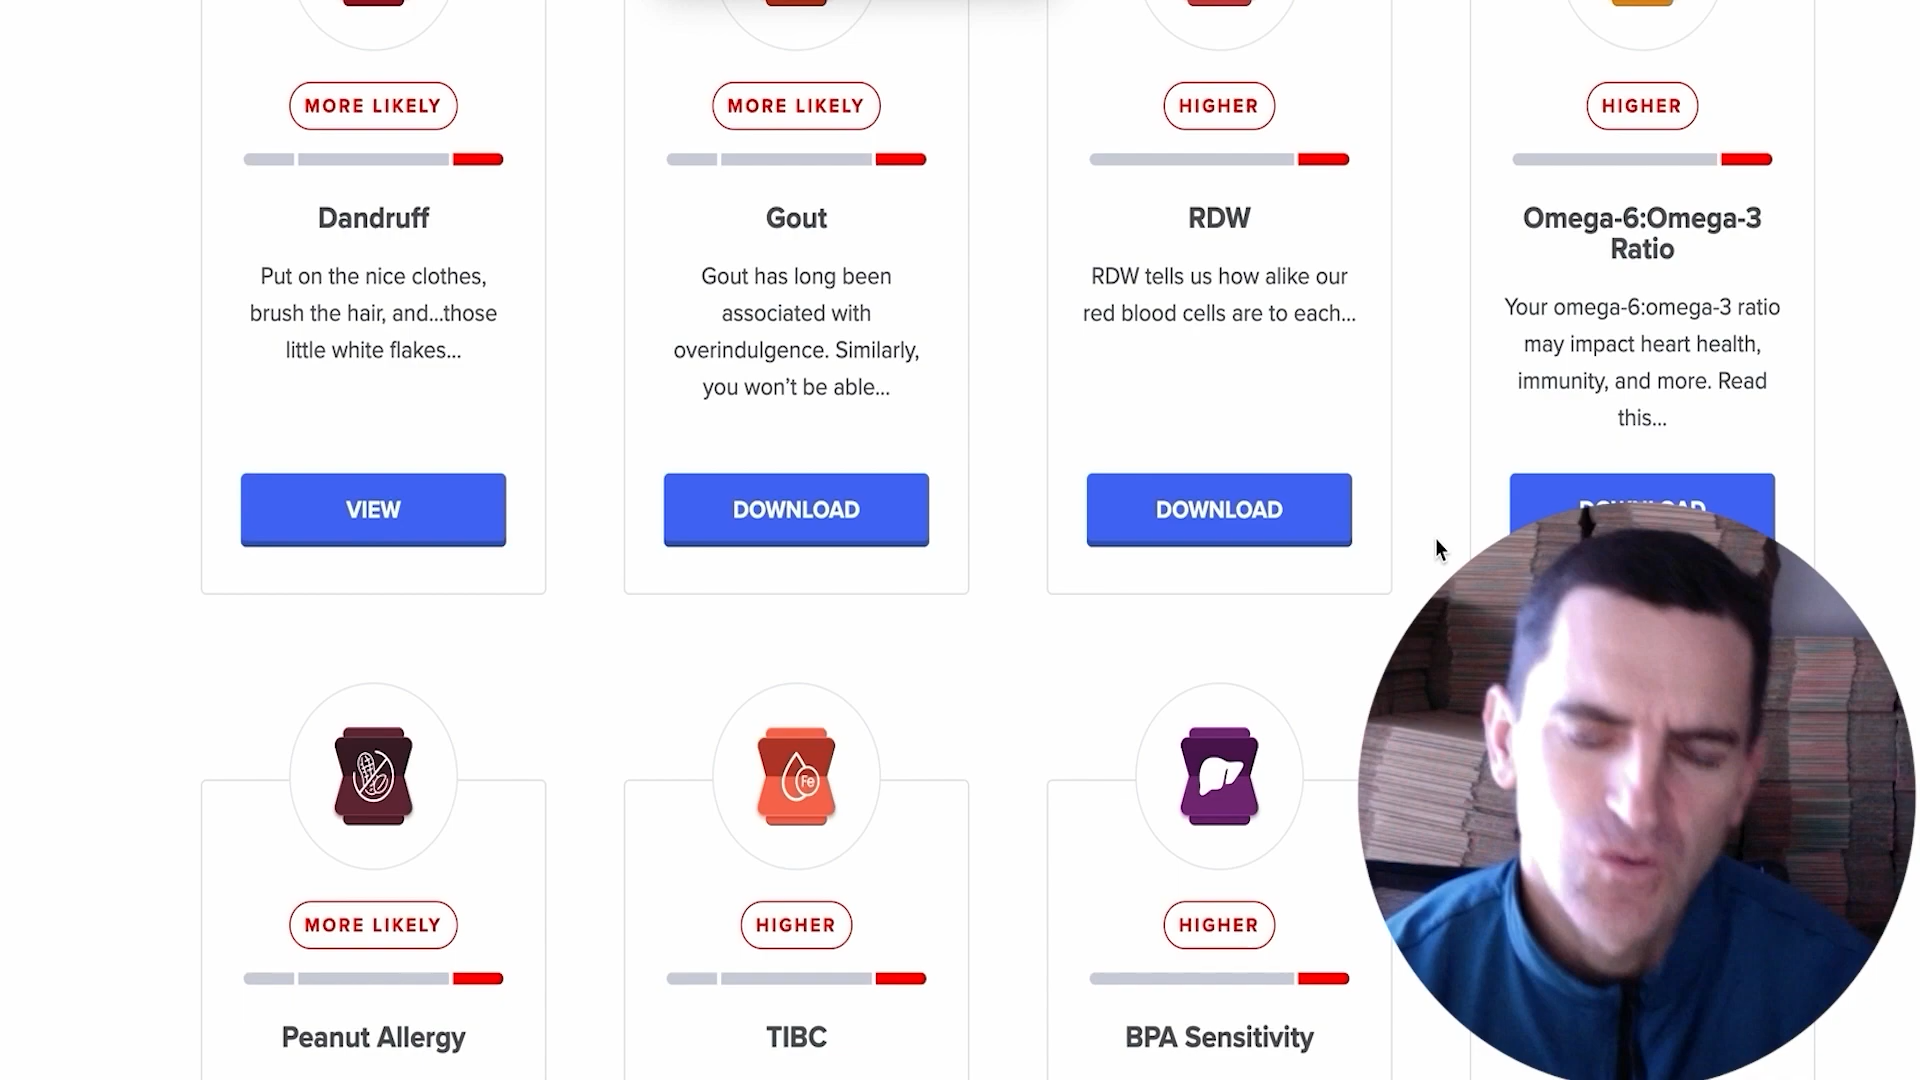 MORE LIKELY
MORE LIKELY
HIGHER
HIGHER
Dandruff
Gout
RDW
Omega-6:Omega-3
Ratio
Put on the nice clothes,
brush the hair, and...those
little white flakes...
Gout has long been
associated with
overindulgence. Similarly,
you won't be able...
RDW tells us how alike our
red blood cells are to each...
Your omega-6:omega-3 ratio
may impact heart health,
immunity, and more. Read
this...
VIEW
DOWNLOAD
DOWNLOAD
DOWNLOAD
Fe
MORE LIKELY
HIGHER
HIGHER
Peanut Allergy
TIBC
BPA Sensitivity